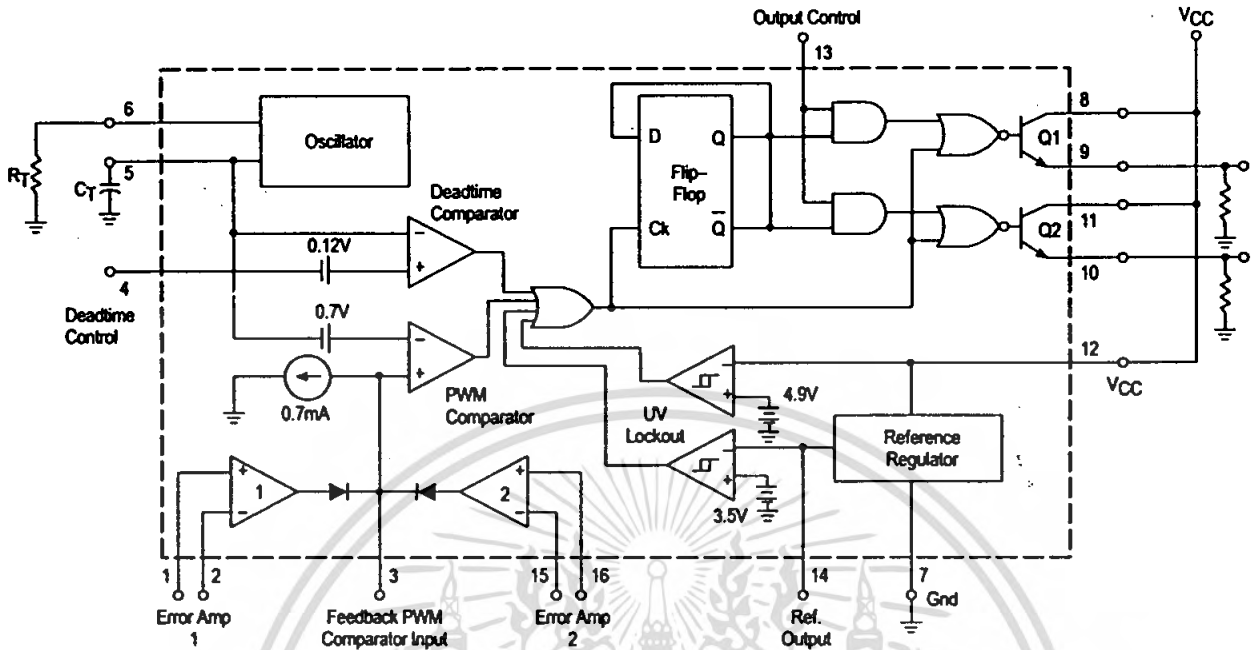 Output Control
13
VCC
6
Oscillator
RT
5
CT
D
Q
Flip-
Flop
Ck
Q
8
Q1
9
11
Q2
10
Deadtime
Comparator
−
+
0.12V
4
Deadtime
Control
0.7V
−
+
PWM
Comparator
0.7mA
UV
Lockout
−
+
4.9V
12
VCC
−
+
3.5V
Reference
Regulator
+
−
1
+
−
2
1
2
3
15
16
14
7
Error Amp
1
Feedback PWM
Comparator Input
Error Amp
2
Ref.
Output
Gnd